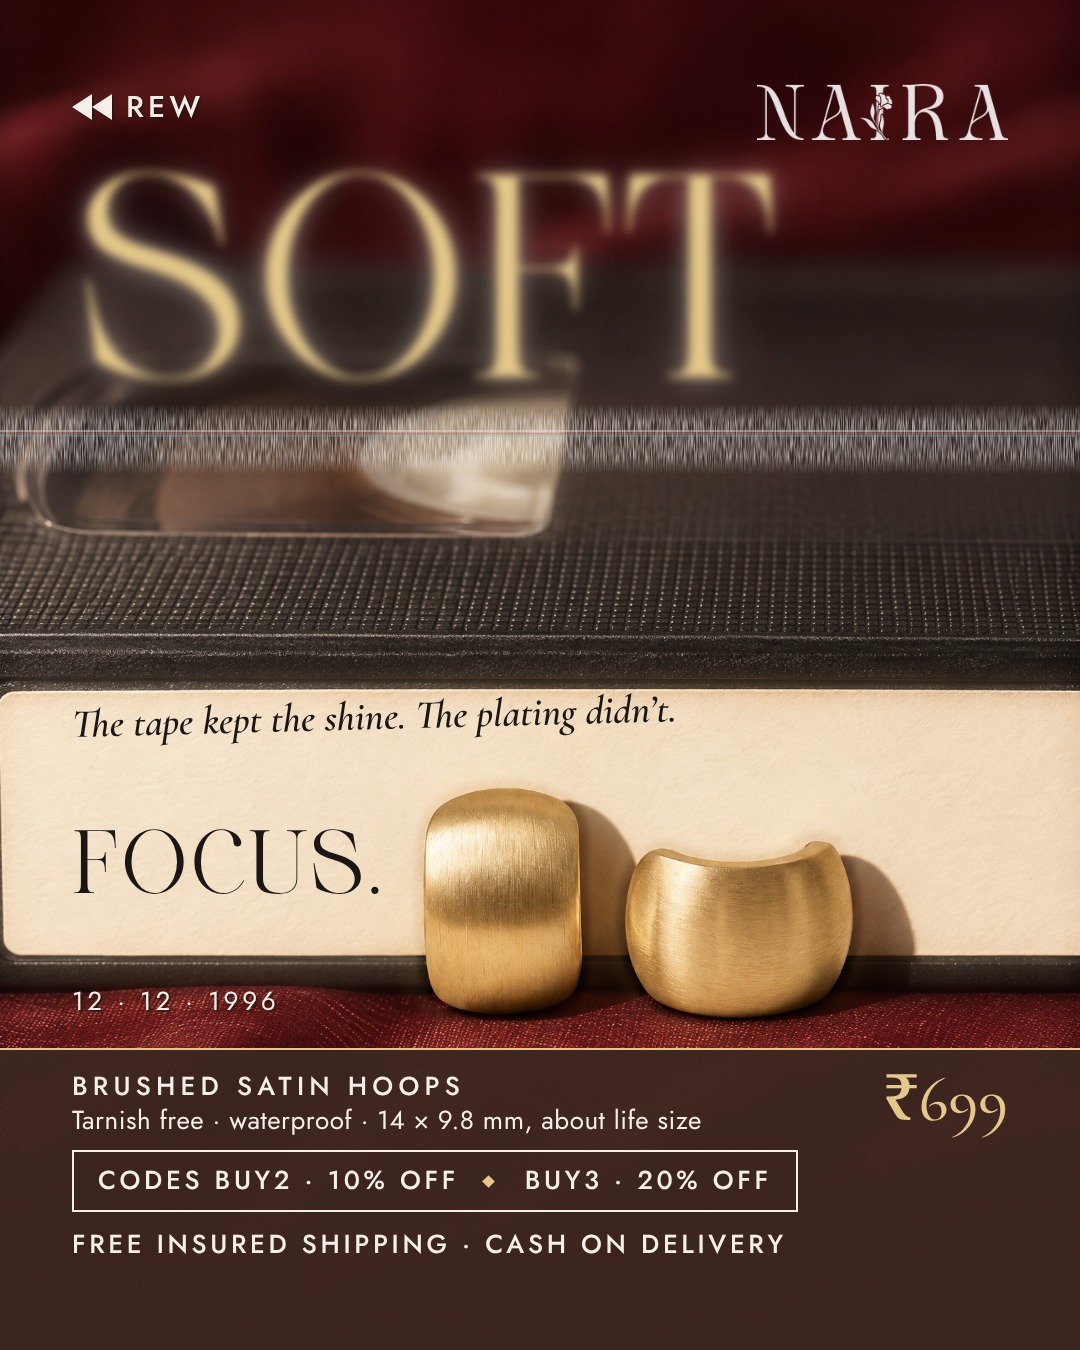 REW
NAIRA
SOFT
The tape kept the shine. The plating didn’t.
FOCUS.
12 · 12 · 1996
BRUSHED SATIN HOOPS
₹699
Tarnish free · waterproof · 14 × 9.8 mm, about life size
CODES BUY2 · 10% OFF ◆ BUY3 · 20% OFF
FREE INSURED SHIPPING · CASH ON DELIVERY